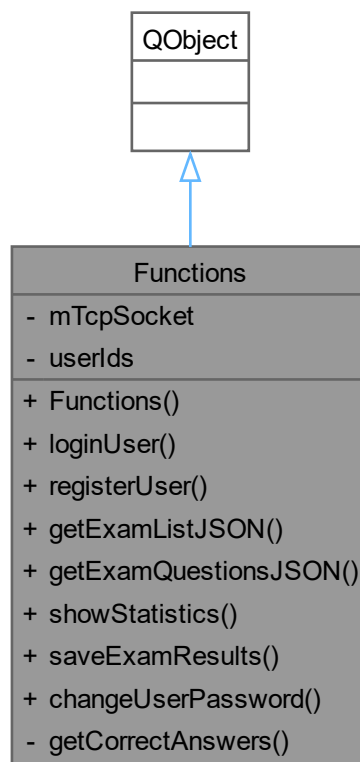 QObject
Functions
- mTcpSocket
- userIds
+ Functions()
+ loginUser()
+ registerUser()
+ getExamListJSON()
+ getExamQuestionsJSON()
+ showStatistics()
+ saveExamResults()
+ changeUserPassword()
- getCorrectAnswers()